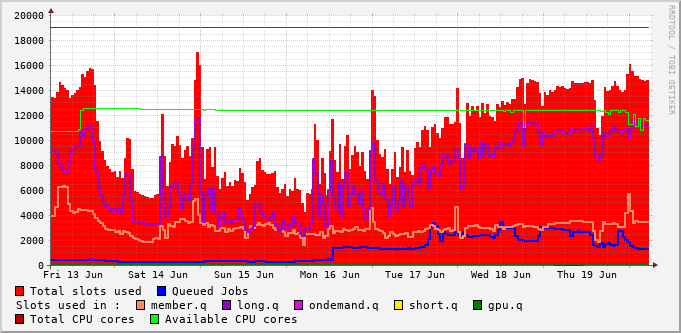 RRDTOOL / TOBI OETIKER
20000
18000
16000
14000
12000
10000
8000
6000
4000
2000
0
Fri 13 Jun Sat 14 Jun Sun 15 Jun Mon 16 Jun Tue 17 Jun Wed 18 Jun Thu 19 Jun
Total slots used Queued Jobs
Slots used in : member.q long.q ondemand.q short.q gpu.q
Total CPU cores Available CPU cores